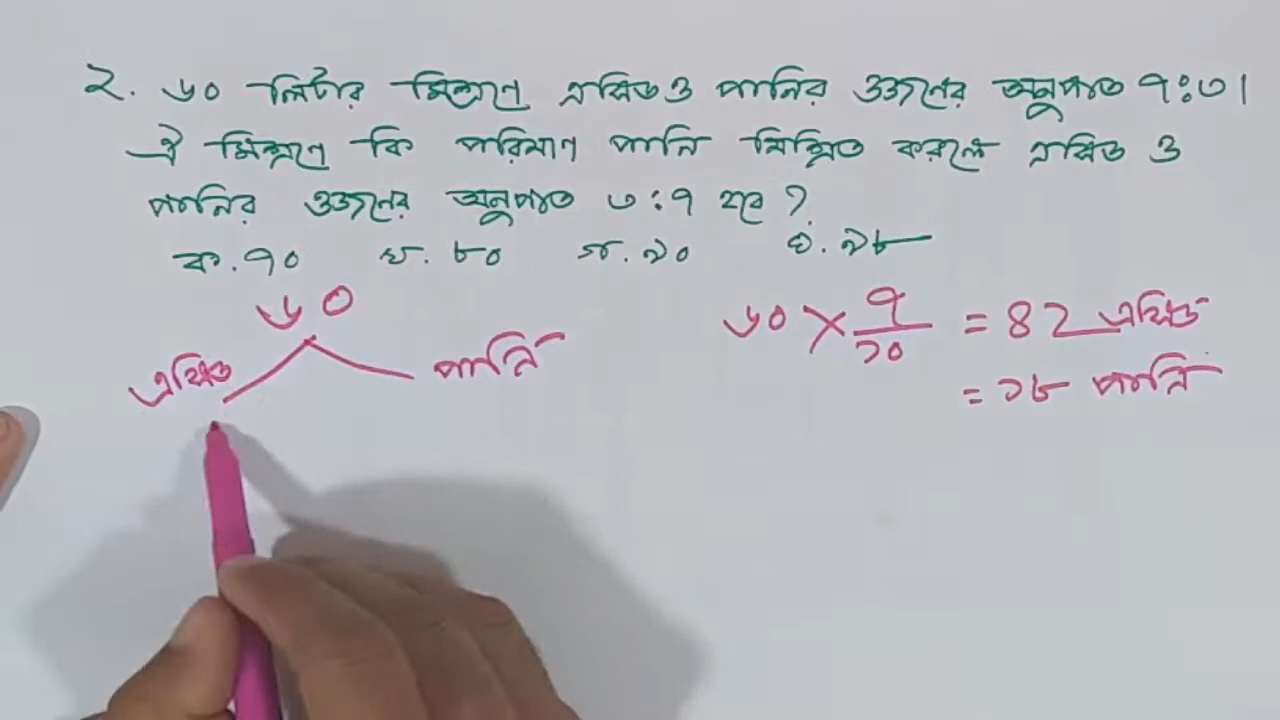 ২. ৬০ লিটার মিশ্রণে এসিড ও পানির ওজনের অনুপাত ৭:৩।
ঐ মিশ্রণে কি পরিমাণ পানি মিশ্রিত করলে এসিড ও
পানির ওজনের অনুপাত ৩:৭ হবে?
ক. ৭০ খ. ৮০ গ. ৯০ ঘ. ৯৮
৬০
এসিড পানি
৬০ × ৭/১০ = ৪২ এসিড
= ১৮ পানি